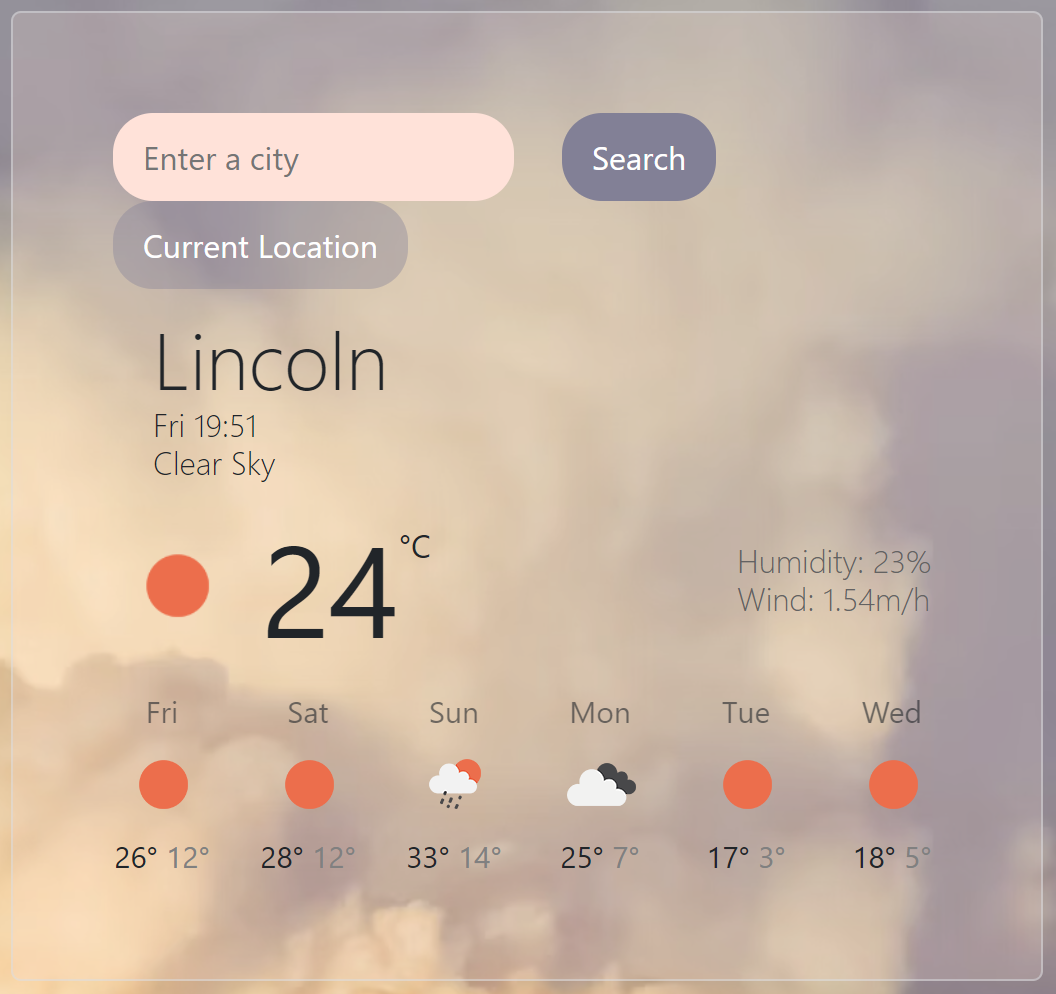 Enter a city
Search
Current Location
Lincoln
Fri 19:51
Clear Sky
24 °C
Humidity: 23%
Wind: 1.54m/h
Fri Sat Sun Mon Tue Wed
26° 12° 28° 12° 33° 14° 25° 7° 17° 3° 18° 5°